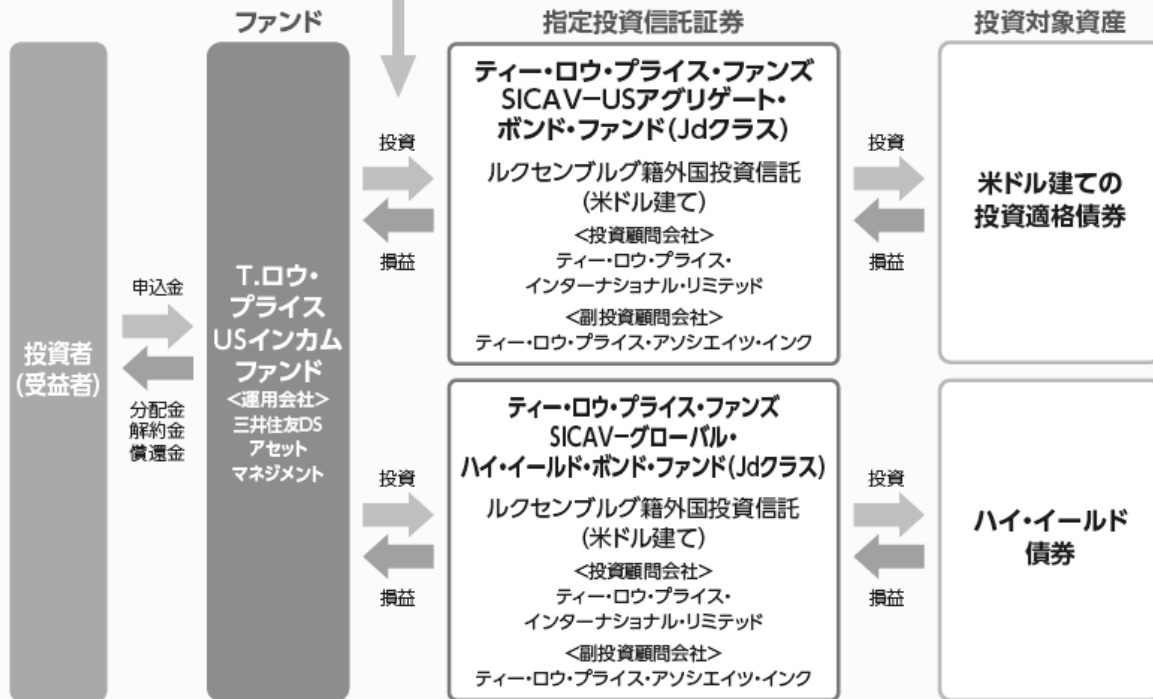 ファンド
指定投資信託証券
投資対象資産
投資者
(受益者)
申込金
分配金
解約金
償還金
T.ロウ・
プライス
USインカム
ファンド
<運用会社>
三井住友DS
アセット
マネジメント
投資
損益
ティー・ロウ・プライス・ファンズ
SICAV−USアグリゲート・
ボンド・ファンド(Jdクラス)
ルクセンブルグ籍外国投資信託
(米ドル建て)
<投資顧問会社>
ティー・ロウ・プライス・
インターナショナル・リミテッド
<副投資顧問会社>
ティー・ロウ・プライス・アソシエイツ・インク
投資
損益
米ドル建ての
投資適格債券
投資
損益
ティー・ロウ・プライス・ファンズ
SICAV−グローバル・
ハイ・イールド・ボンド・ファンド(Jdクラス)
ルクセンブルグ籍外国投資信託
(米ドル建て)
<投資顧問会社>
ティー・ロウ・プライス・
インターナショナル・リミテッド
<副投資顧問会社>
ティー・ロウ・プライス・アソシエイツ・インク
投資
損益
ハイ・イールド
債券